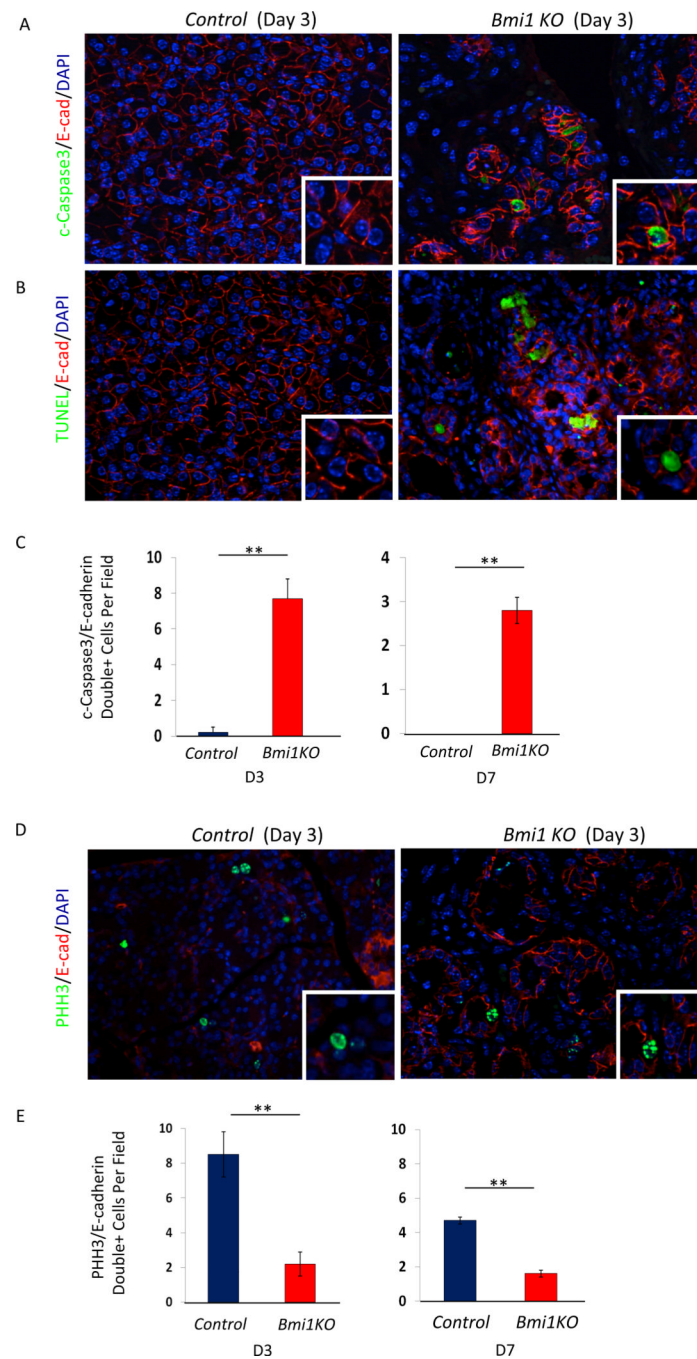 A
Control (Day 3)
Bmi1 KO (Day 3)
c-Caspase3/E-cad/DAPI
B
TUNEL/E-cad/DAPI
C
c-Caspase3/E-cadherin
Double+ Cells Per Field
10
8
6
4
2
0
**
Control
Bmi1KO
D3
4
3
2
1
0
**
Control
Bmi1KO
D7
D
Control (Day 3)
Bmi1 KO (Day 3)
PHH3/E-cad/DAPI
E
PHH3/E-cadherin
Double+ Cells Per Field
10
8
6
4
2
0
**
Control
Bmi1KO
D3
10
8
6
4
2
0
**
Control
Bmi1KO
D7